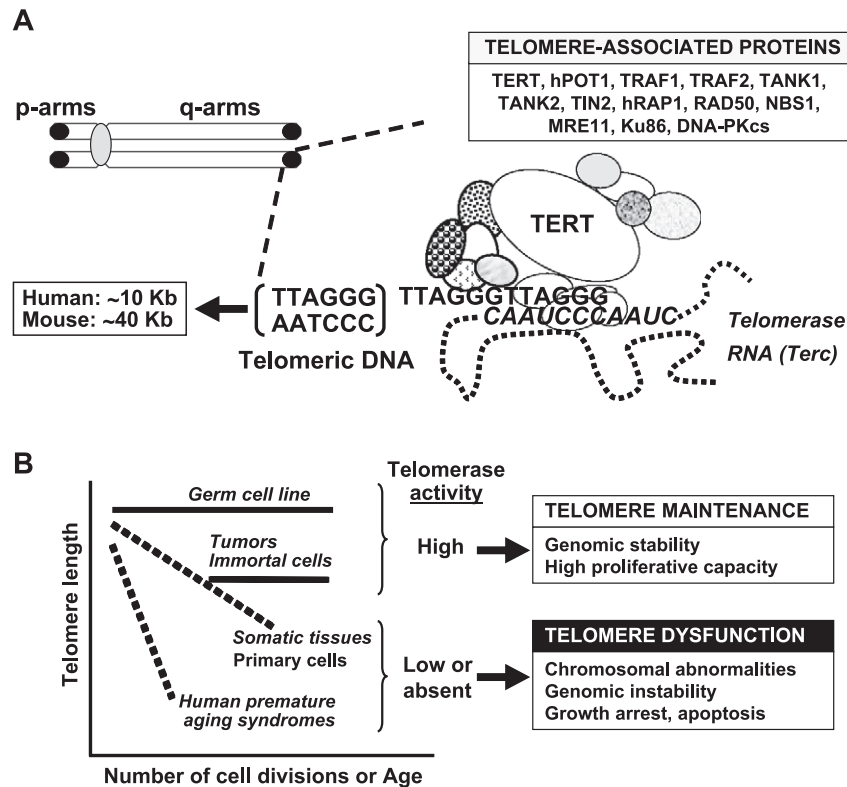 A
TELOMERE-ASSOCIATED PROTEINS
TERT, hPOT1, TRAF1, TRAF2, TANK1,
TANK2, TIN2, hRAP1, RAD50, NBS1,
MRE11, Ku86, DNA-PKcs
p-arms
q-arms
TERT
Human: ~10 Kb
Mouse: ~40 Kb
TTAGGG
AATCCC
TTAGGGTTAGGG
CAAUCCCAAUC
Telomeric DNA
Telomerase
RNA (Terc)
B
Telomere length
Number of cell divisions or Age
Germ cell line
Tumors
Immortal cells
Somatic tissues
Primary cells
Human premature
aging syndromes
Telomerase
activity
High
Low or
absent
TELOMERE MAINTENANCE
Genomic stability
High proliferative capacity
TELOMERE DYSFUNCTION
Chromosomal abnormalities
Genomic instability
Growth arrest, apoptosis